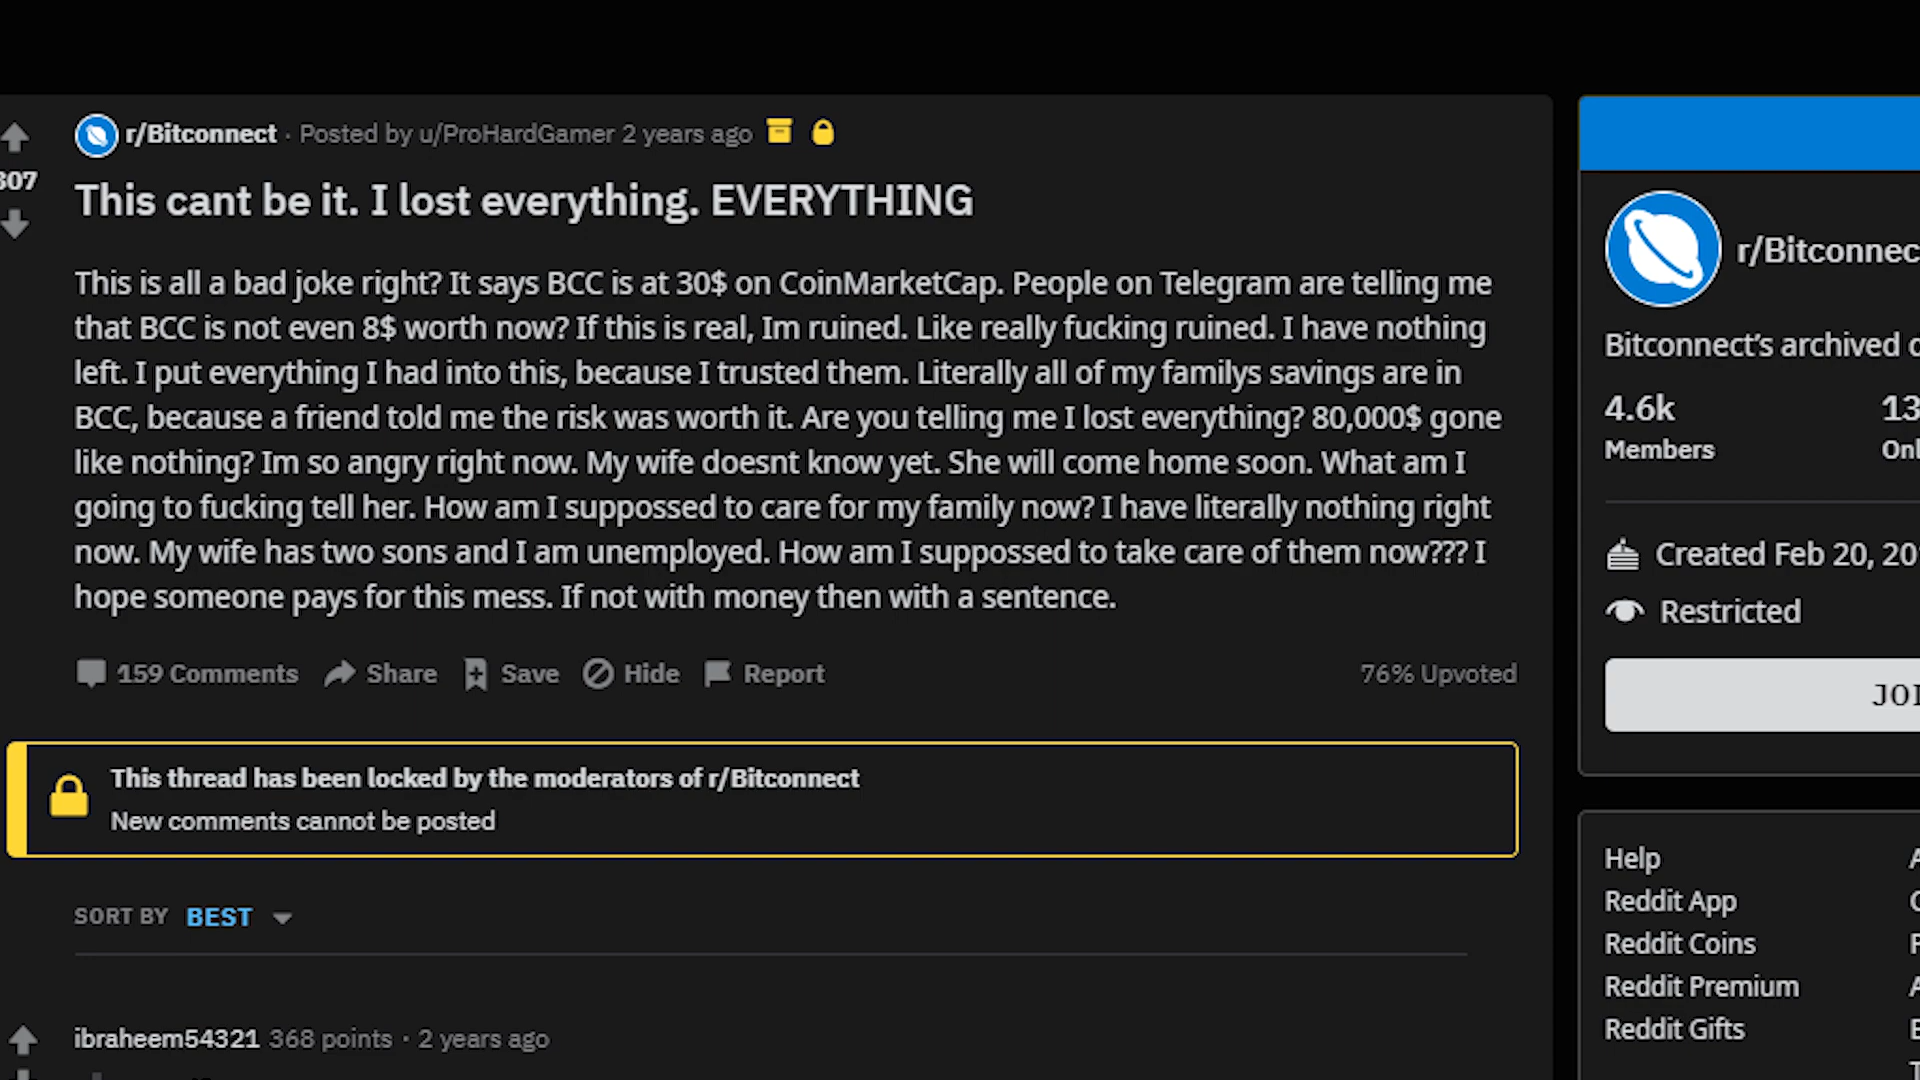 r/Bitconnect · Posted by u/ProHardGamer 2 years ago
307
This cant be it. I lost everything. EVERYTHING
This is all a bad joke right? It says BCC is at 30$ on CoinMarketCap. People on Telegram are telling me
that BCC is not even 8$ worth now? If this is real, Im ruined. Like really fucking ruined. I have nothing
left. I put everything I had into this, because I trusted them. Literally all of my familys savings are in
BCC, because a friend told me the risk was worth it. Are you telling me I lost everything? 80,000$ gone
like nothing? Im so angry right now. My wife doesnt know yet. She will come home soon. What am I
going to fucking tell her. How am I suppossed to care for my family now? I have literally nothing right
now. My wife has two sons and I am unemployed. How am I suppossed to take care of them now??? I
hope someone pays for this mess. If not with money then with a sentence.
159 Comments Share Save Hide Report 76% Upvoted
This thread has been locked by the moderators of r/Bitconnect
New comments cannot be posted
SORT BY BEST
ibraheem54321 368 points · 2 years ago
r/Bitconnec
Bitconnect's archived
4.6k 13
Members Onl
Created Feb 20, 20
Restricted
JOI
Help
Reddit App
Reddit Coins
Reddit Premium
Reddit Gifts